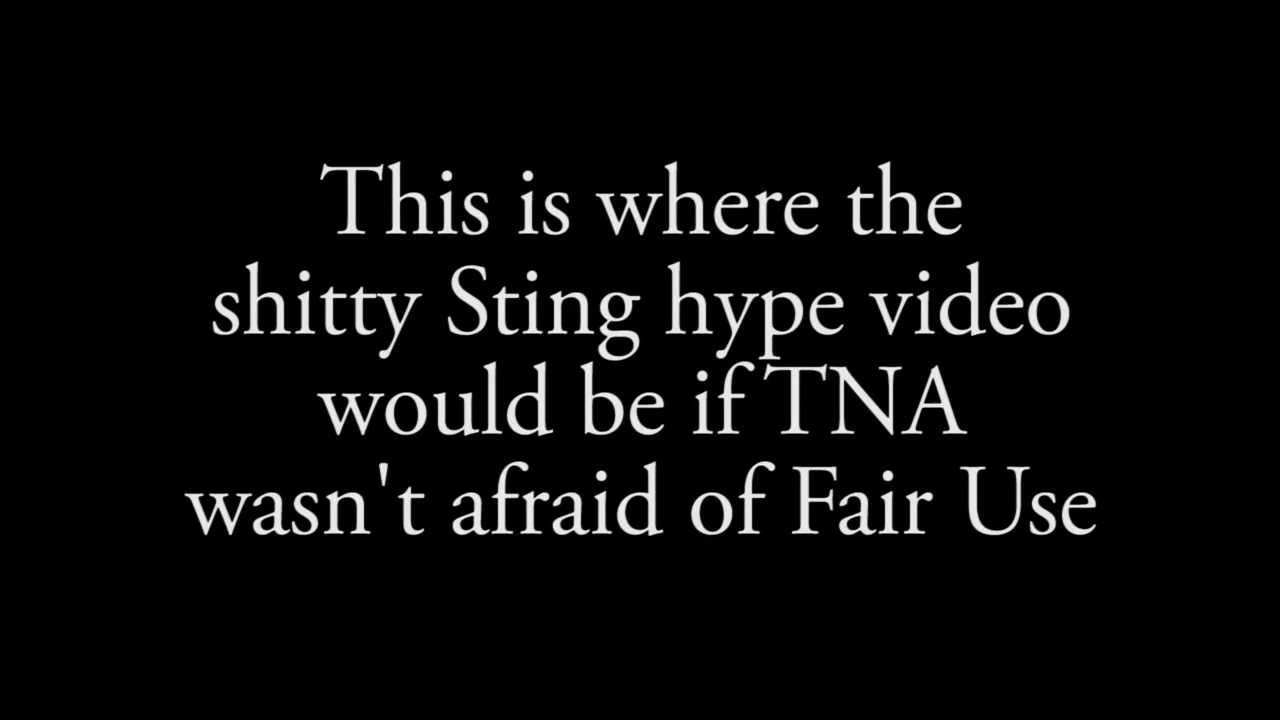 This is where the
shitty Sting hype video
would be if TNA
wasn't afraid of Fair Use